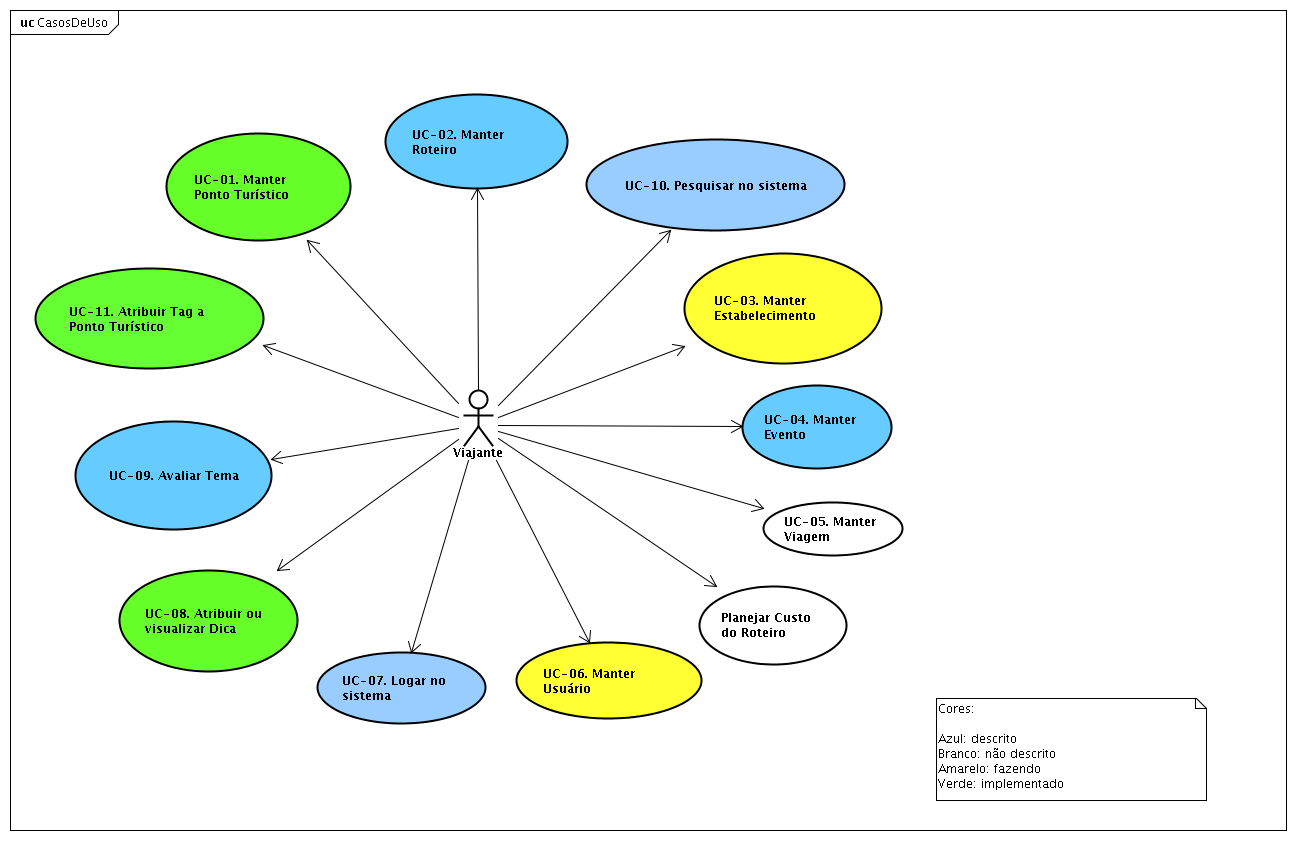 uc CasosDeUso
UC-02. Manter
Roteiro
UC-01. Manter
Ponto Turístico
UC-10. Pesquisar no sistema
UC-11. Atribuir Tag a
Ponto Turístico
UC-03. Manter
Estabelecimento
UC-04. Manter
Evento
Viajante
UC-09. Avaliar Tema
UC-05. Manter
Viagem
UC-08. Atribuir ou
visualizar Dica
Planejar Custo
do Roteiro
UC-07. Logar no
sistema
UC-06. Manter
Usuário
Cores:
Azul: descrito
Branco: não descrito
Amarelo: fazendo
Verde: implementado